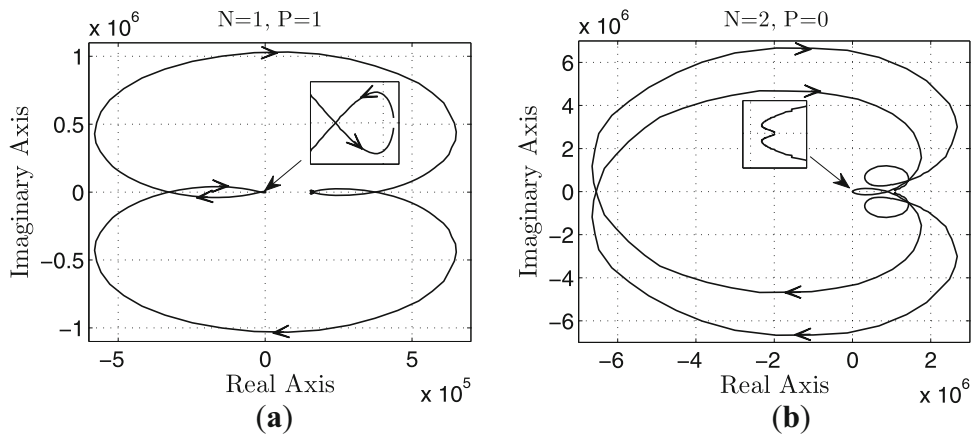 N=1, P=1
x 10^6
1
0.5
0
−0.5
−1
Imaginary Axis
−5
0
5
Real Axis
x 10^5
(a)
N=2, P=0
x 10^6
6
4
2
0
−2
−4
−6
Imaginary Axis
−6
−4
−2
0
2
Real Axis
x 10^6
(b)